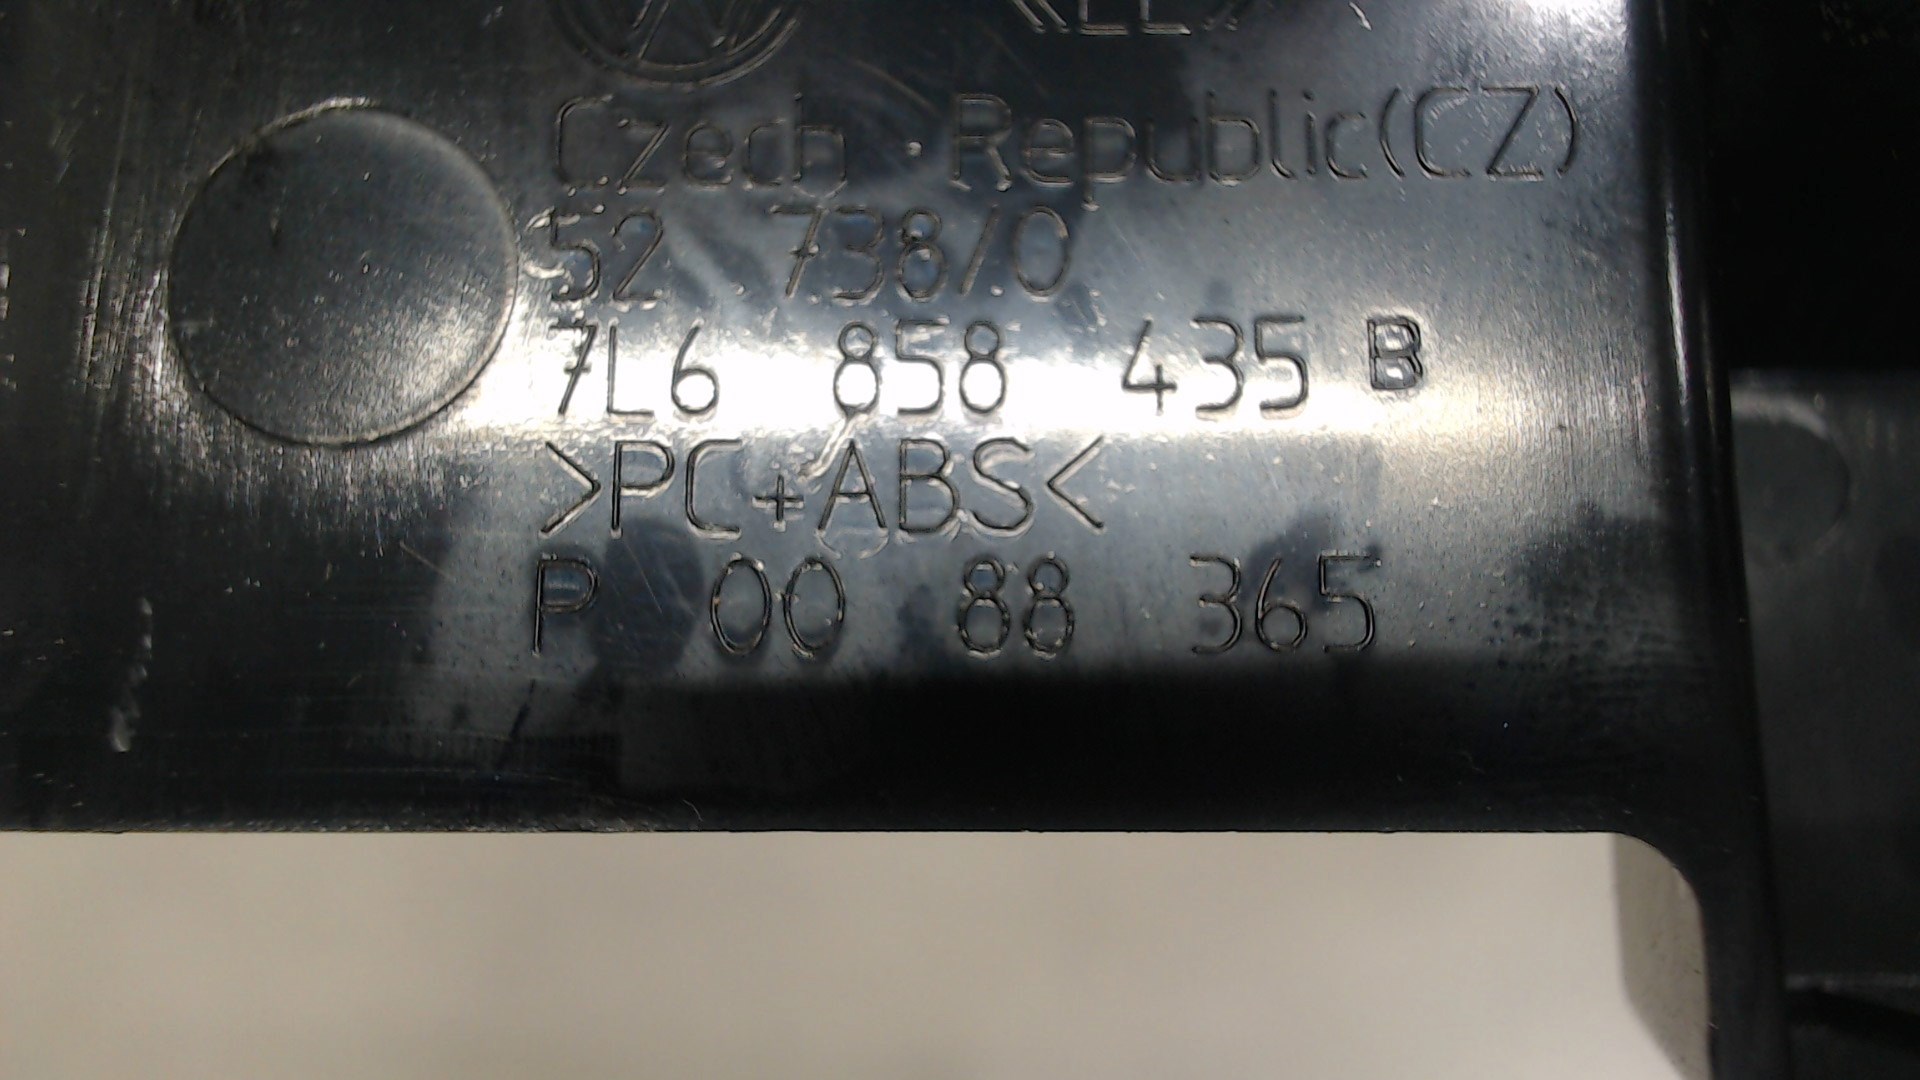 Czech Republic(CZ)
52 738/0
7L6 858 435 B
>PC+ABS<
P 00 88 365